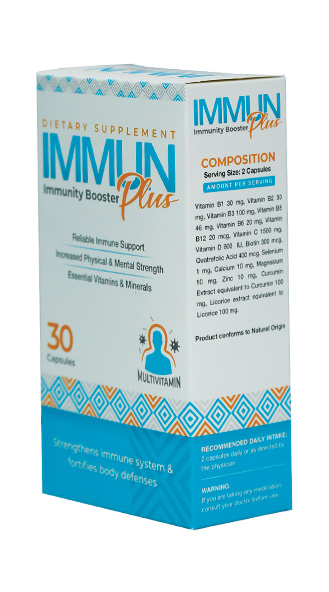 DIETARY SUPPLEMENT
IMMUN
Immunity Booster Plus
Reliable Immune Support
Increased Physical & Mental Strength
Essential Vitamins & Minerals
30
Capsules
MULTIVITAMIN
Strengthens immune system &
fortifies body defenses
IMMUN
Immunity Booster Plus
COMPOSITION
Serving Size: 2 Capsules
AMOUNT PER SERVING
Vitamin B1 30 mg, Vitamin B2 30
mg, Vitamin B3 100 mg, Vitamin B5
46 mg, Vitamin B6 20 mg, Vitamin
B12 20 mcg, Vitamin C 1500 mg,
Vitamin D 800 IU, Biotin 300 mcg,
Quatrefolic 400 mcg, Selenium
1 mg, Calcium 10 mg, Magnesium
10 mg, Zinc 10 mg, Curcumin
Extract equivalent to Curcumin 100
mg, Licorice extract equivalent to
Licorice 100 mg.
Product conforms to Natural Origin
RECOMMENDED DAILY INTAKE:
2 capsules daily or as directed by
the physician
WARNING
If you are taking any medication,
consult your doctor before use